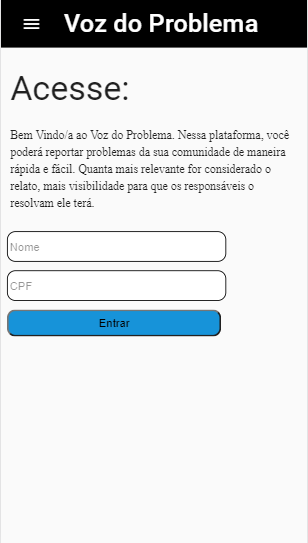 Voz do Problema
Acesse:
Bem Vindo/a ao Voz do Problema. Nessa plataforma, você
poderá reportar problemas da sua comunidade de maneira
rápida e fácil. Quanta mais relevante for considerado o
relato, mais visibilidade para que os responsáveis o
resolvam ele terá.
Nome
CPF
Entrar